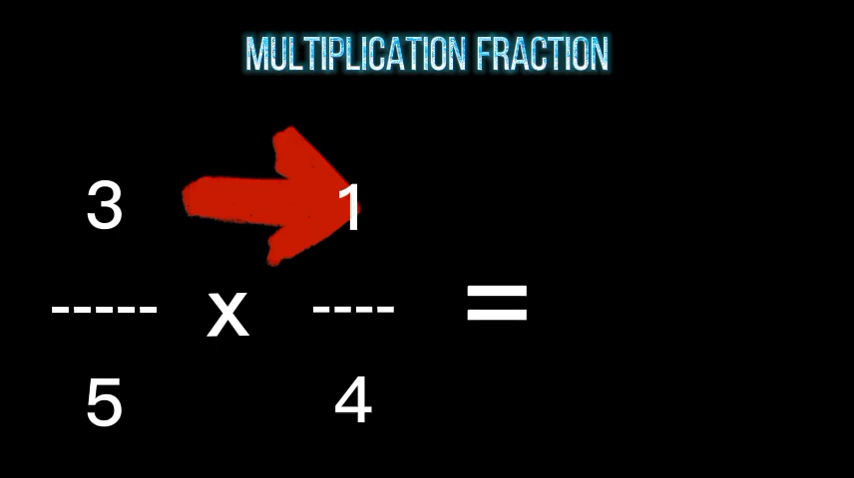 MULTIPLICATION FRACTION
3 1
----- x ---- =
5 4